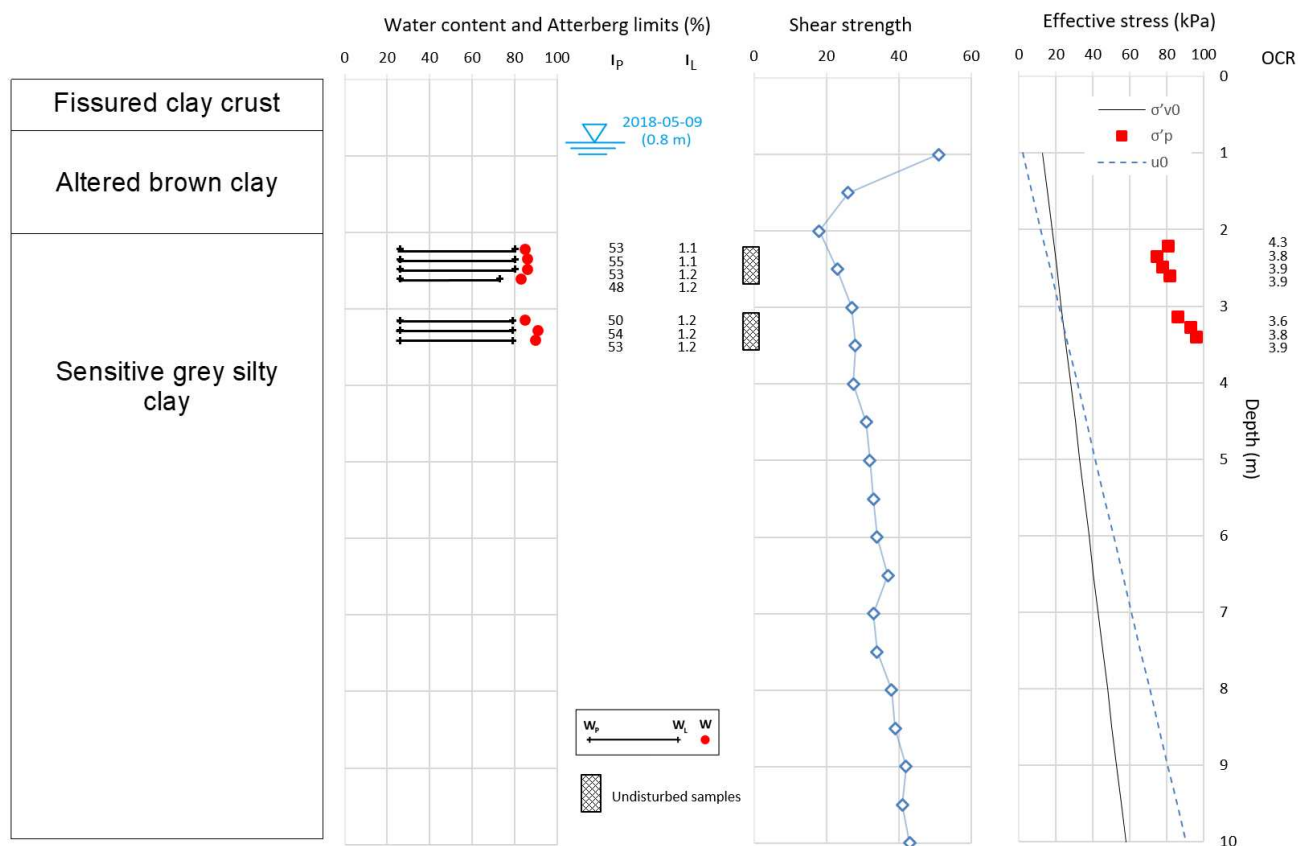 Water content and Atterberg limits (%)
Shear strength
Effective stress (kPa)
0 20 40 60 80 100
I_P I_L
0 20 40 60
0 20 40 60 80 100
OCR
0
Fissured clay crust
σ'v0
σ'p
u0
2018-05-09
(0.8 m)
1
Altered brown clay
2
53 1.1
55 1.1
53 1.2
48 1.2
4.3
3.8
3.9
3.9
3
50 1.2
54 1.2
53 1.2
3.6
3.8
3.9
Sensitive grey silty
clay
4
Depth (m)
5
6
7
8
W_P W_L W
9
Undisturbed samples
10